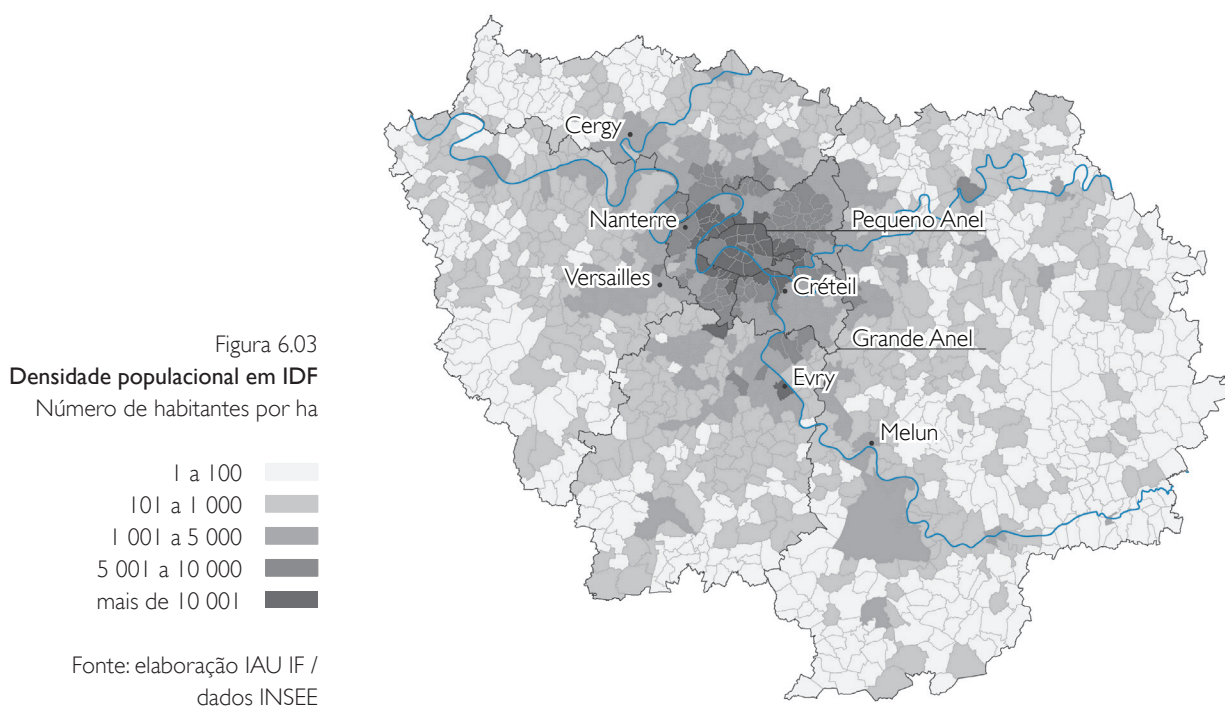 Cergy
Nanterre
Pequeno Anel
Versailles
Créteil
Grande Anel
Evry
Melun
Figura 6.03
Densidade populacional em IDF
Número de habitantes por ha
1 a 100
101 a 1 000
1 001 a 5 000
5 001 a 10 000
mais de 10 001
Fonte: elaboração IAU IF /
dados INSEE